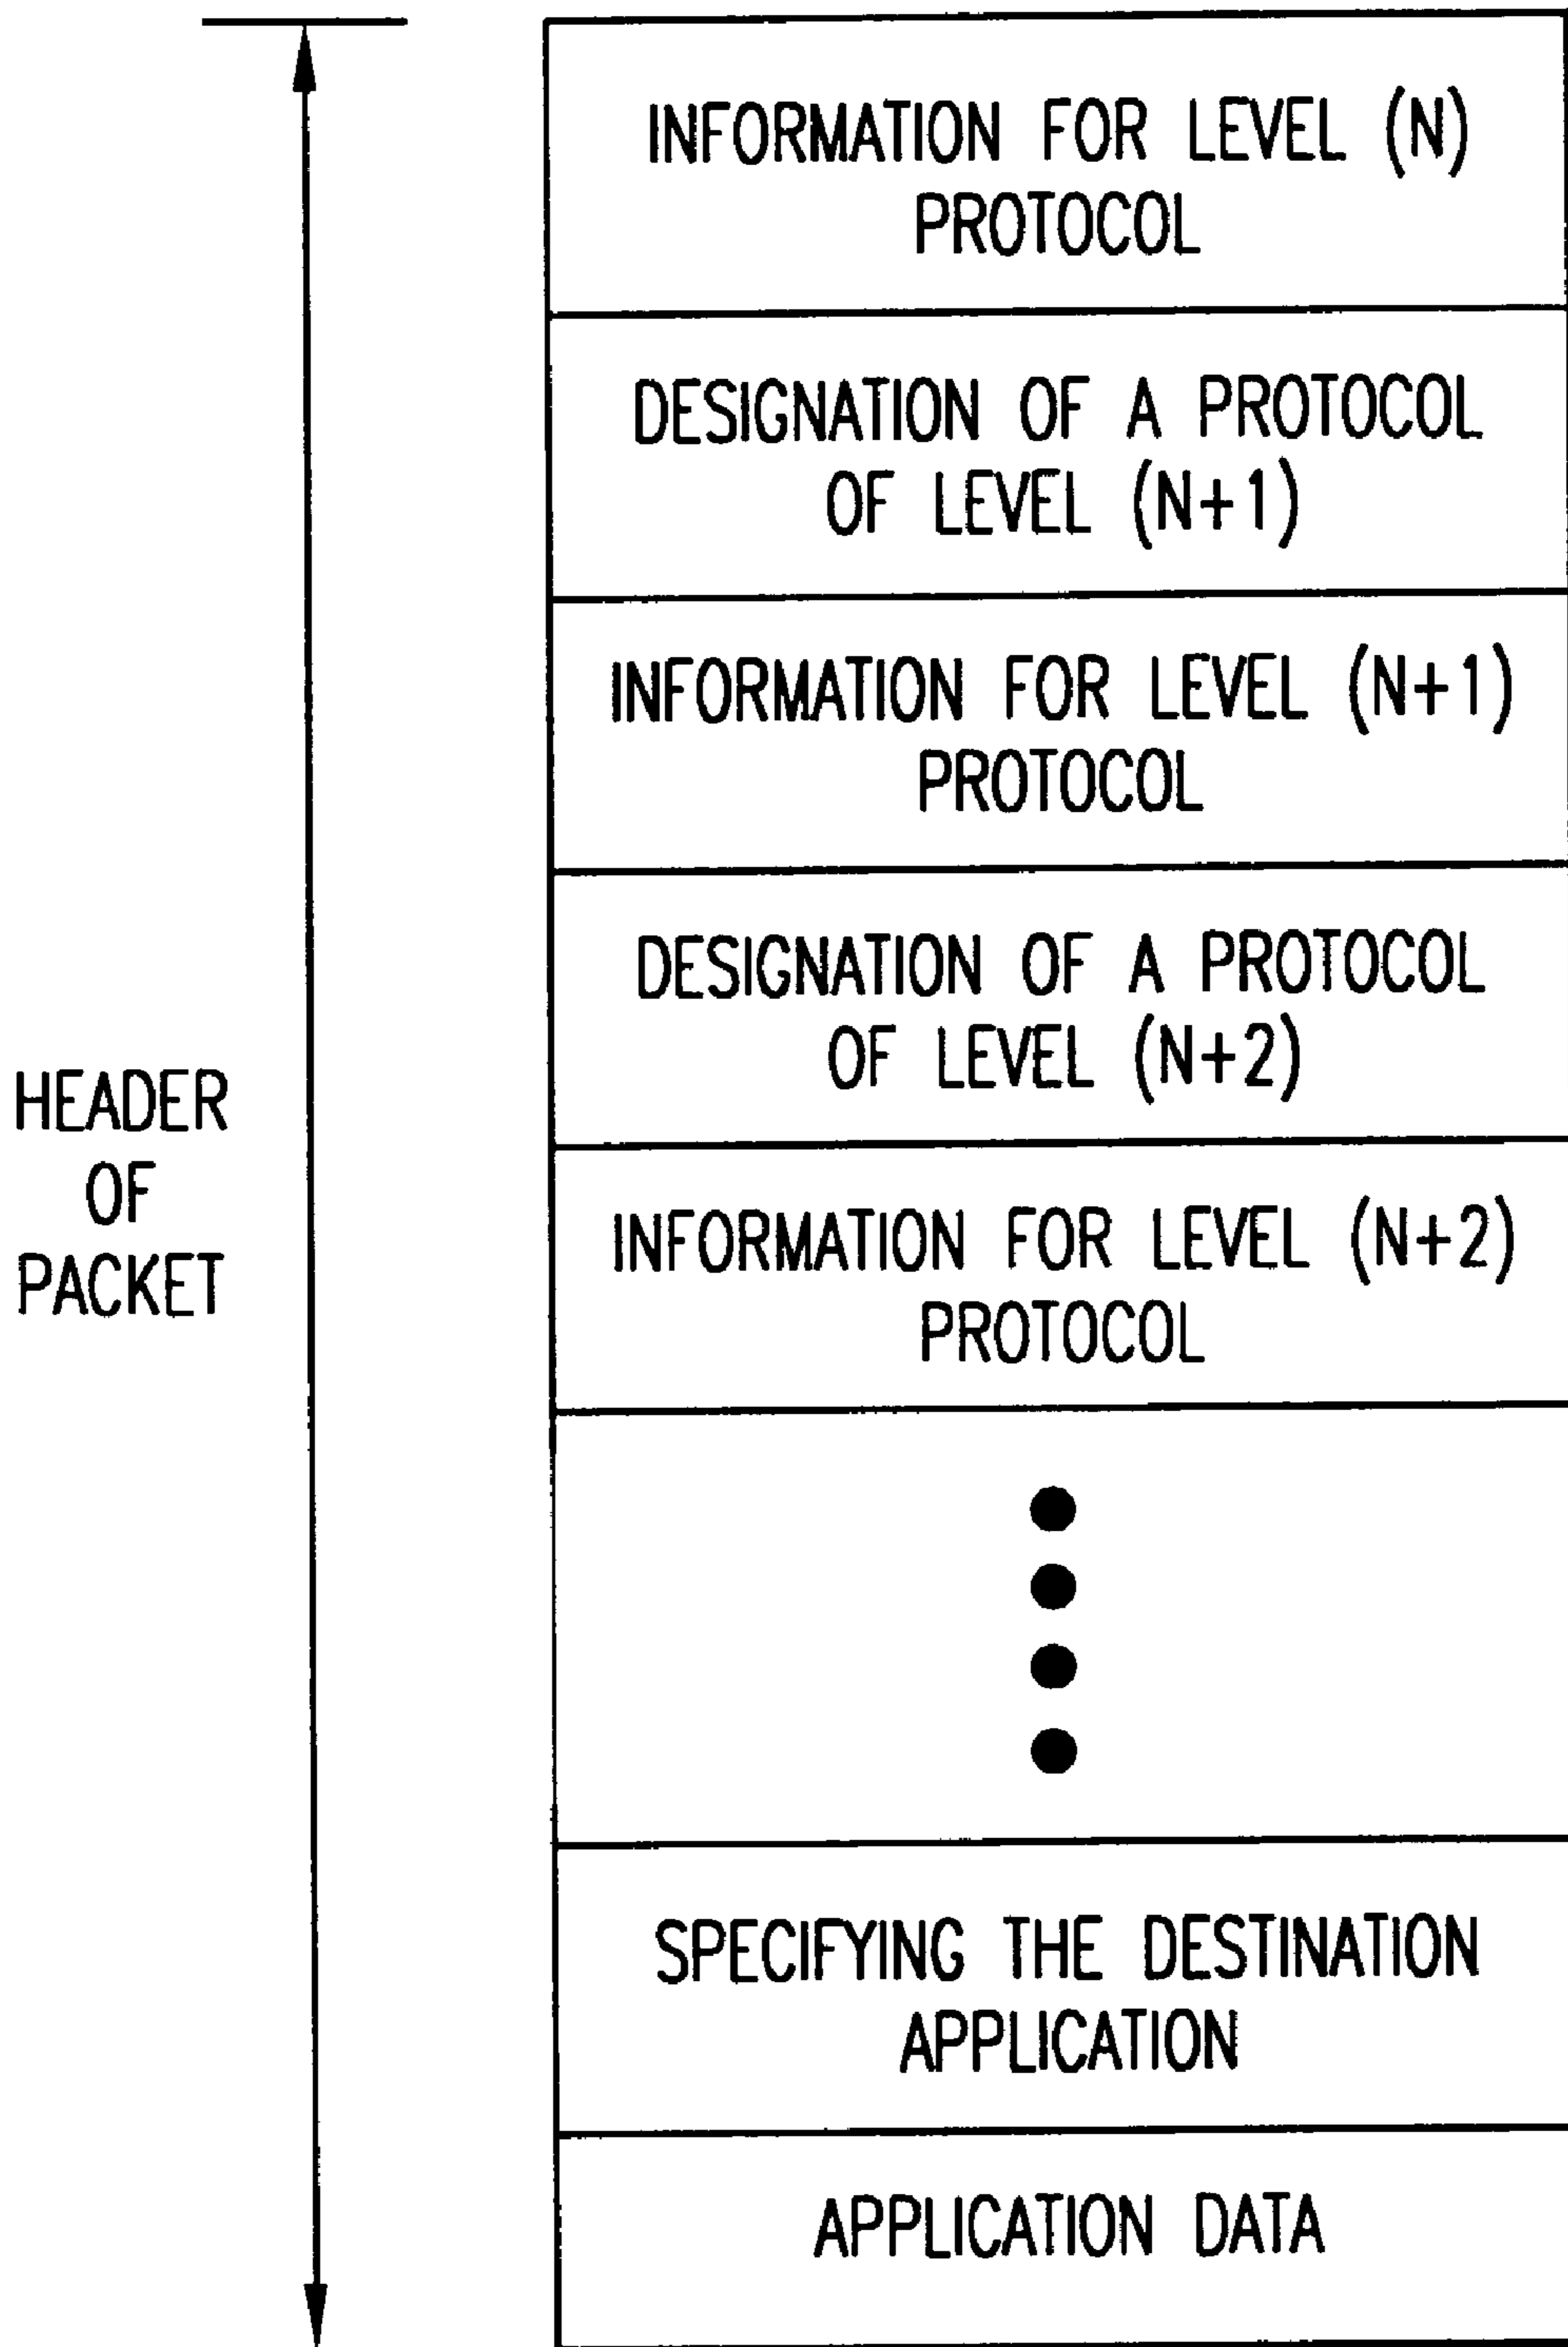 INFORMATION FOR LEVEL (N)
PROTOCOL
DESIGNATION OF A PROTOCOL
OF LEVEL (N+1)
INFORMATION FOR LEVEL (N+1)
PROTOCOL
DESIGNATION OF A PROTOCOL
OF LEVEL (N+2)
HEADER
OF
PACKET
INFORMATION FOR LEVEL (N+2)
PROTOCOL
SPECIFYING THE DESTINATION
APPLICATION
APPLICATION DATA